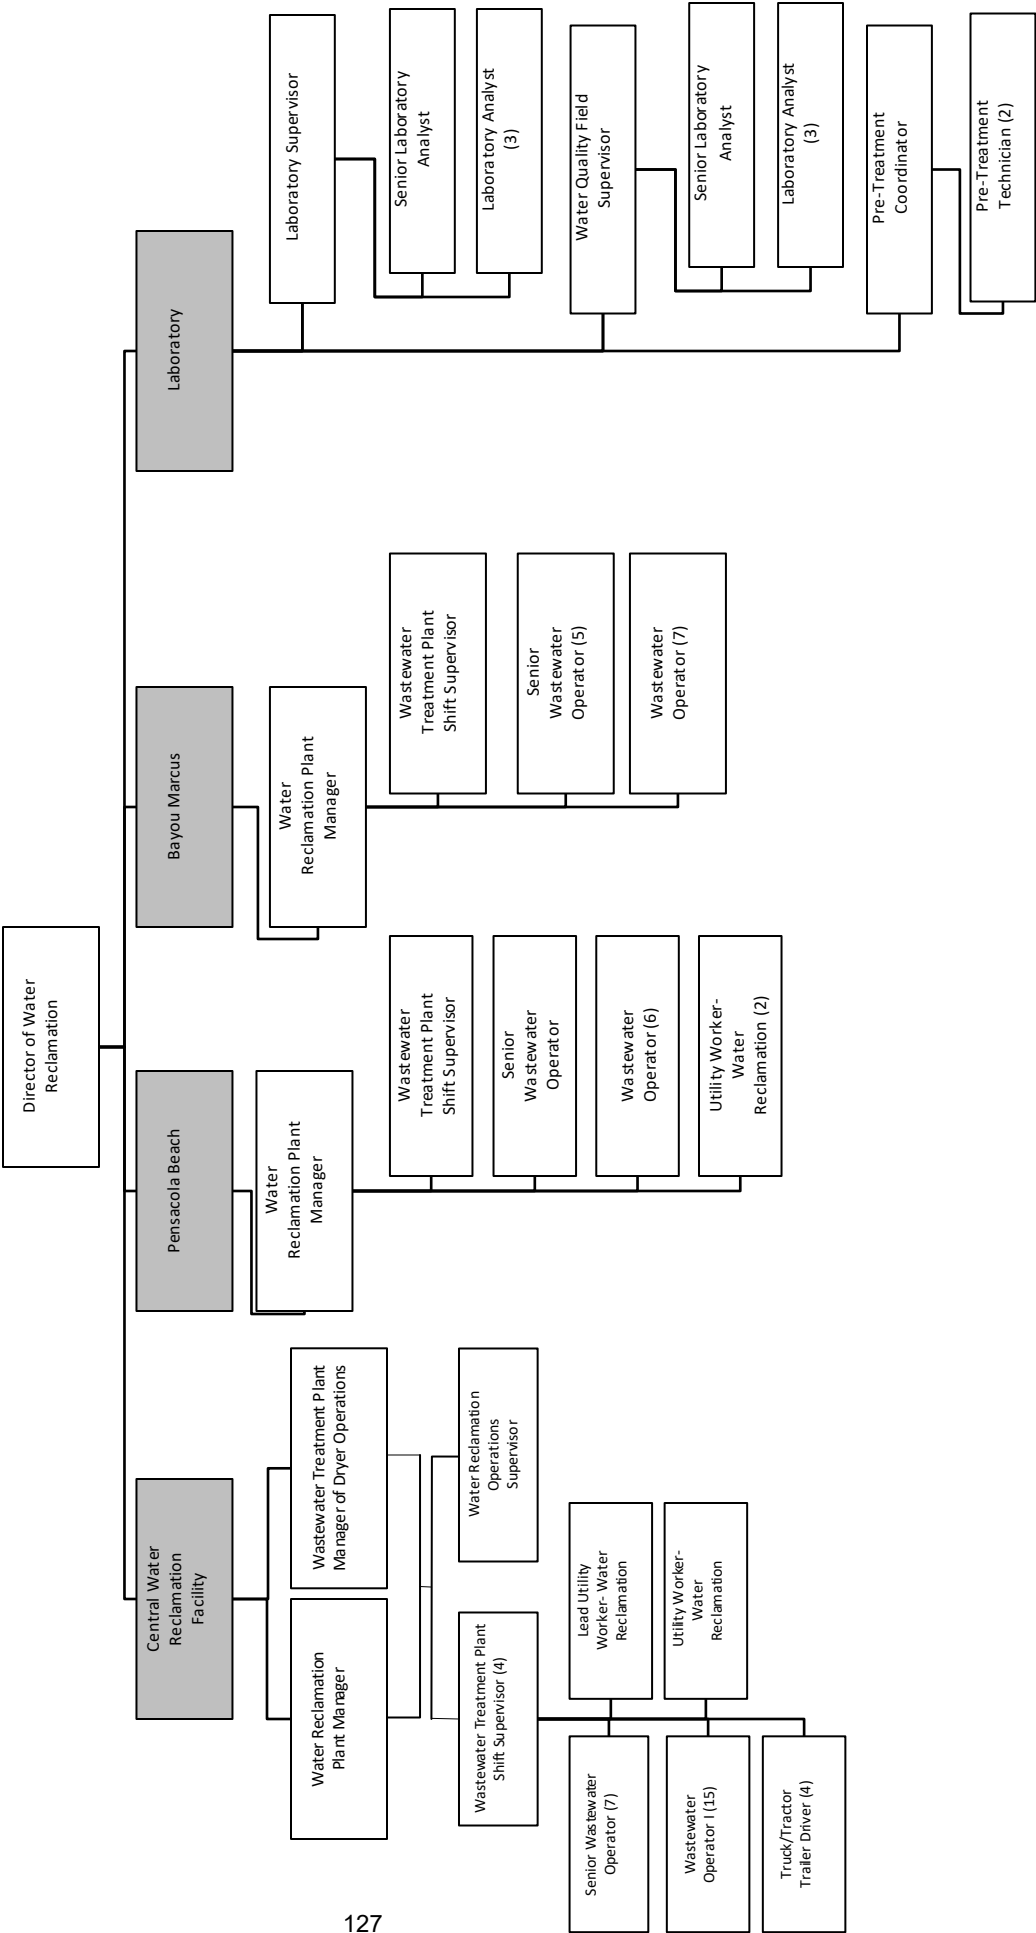 Director of Water
Reclamation
Central Water
Reclamation
Facility
Water Reclamation
Plant Manager
Wastewater Treatment Plant
Manager of Dryer Operations
Wastewater Treatment Plant
Shift Supervisor (4)
Water Reclamation
Operations
Supervisor
Senior Wastewater
Operator (7)
Lead Utility
Worker- Water
Reclamation
Wastewater
Operator I (15)
Utility Worker-
Water
Reclamation
Truck/Tractor
Trailer Driver (4)
Pensacola Beach
Water
Reclamation Plant
Manager
Wastewater
Treatment Plant
Shift Supervisor
Senior
Wastewater
Operator
Wastewater
Operator (6)
Utility Worker-
Water
Reclamation (2)
Bayou Marcus
Water
Reclamation Plant
Manager
Wastewater
Treatment Plant
Shift Supervisor
Senior
Wastewater
Operator (5)
Wastewater
Operator (7)
Laboratory
Laboratory Supervisor
Senior Laboratory
Analyst
Laboratory Analyst
(3)
Water Quality Field
Supervisor
Senior Laboratory
Analyst
Laboratory Analyst
(3)
Pre-Treatment
Coordinator
Pre-Treatment
Technician (2)
127